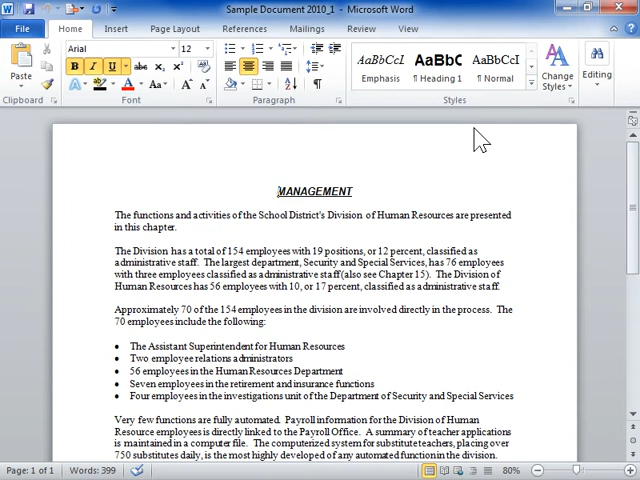 Sample Document 2010_1 - Microsoft Word
File Home Insert Page Layout References Mailings Review View
Paste
Arial 12
B I U abc x₂ x² Aa A A
Clipboard Font Paragraph Styles
AaBbCcI AaBbC AaBbCcI
Emphasis ¶ Heading 1 ¶ Normal
Change Styles
Editing
MANAGEMENT
The functions and activities of the School District's Division of Human Resources are presented
in this chapter.
The Division has a total of 154 employees with 19 positions, or 12 percent, classified as
administrative staff. The largest department, Security and Special Services, has 76 employees
with three employees classified as administrative staff (also see Chapter 15). The Division of
Human Resources has 56 employees with 10, or 17 percent, classified as administrative staff.
Approximately 70 of the 154 employees in the division are involved directly in the process. The
70 employees include the following:
• The Assistant Superintendent for Human Resources
• Two employee relations administrators
• 56 employees in the Human Resources Department
• Seven employees in the retirement and insurance functions
• Four employees in the investigations unit of the Department of Security and Special Services
Very few functions are fully automated. Payroll information for the Division of Human
Resource employees is directly linked to the Payroll Office. A summary of teacher applications
is maintained in a computer file. The computerized system for substitute teachers, placing over
750 substitutes daily, is the most highly developed of any automated function in the division.
Page: 1 of 1 Words: 399 80%